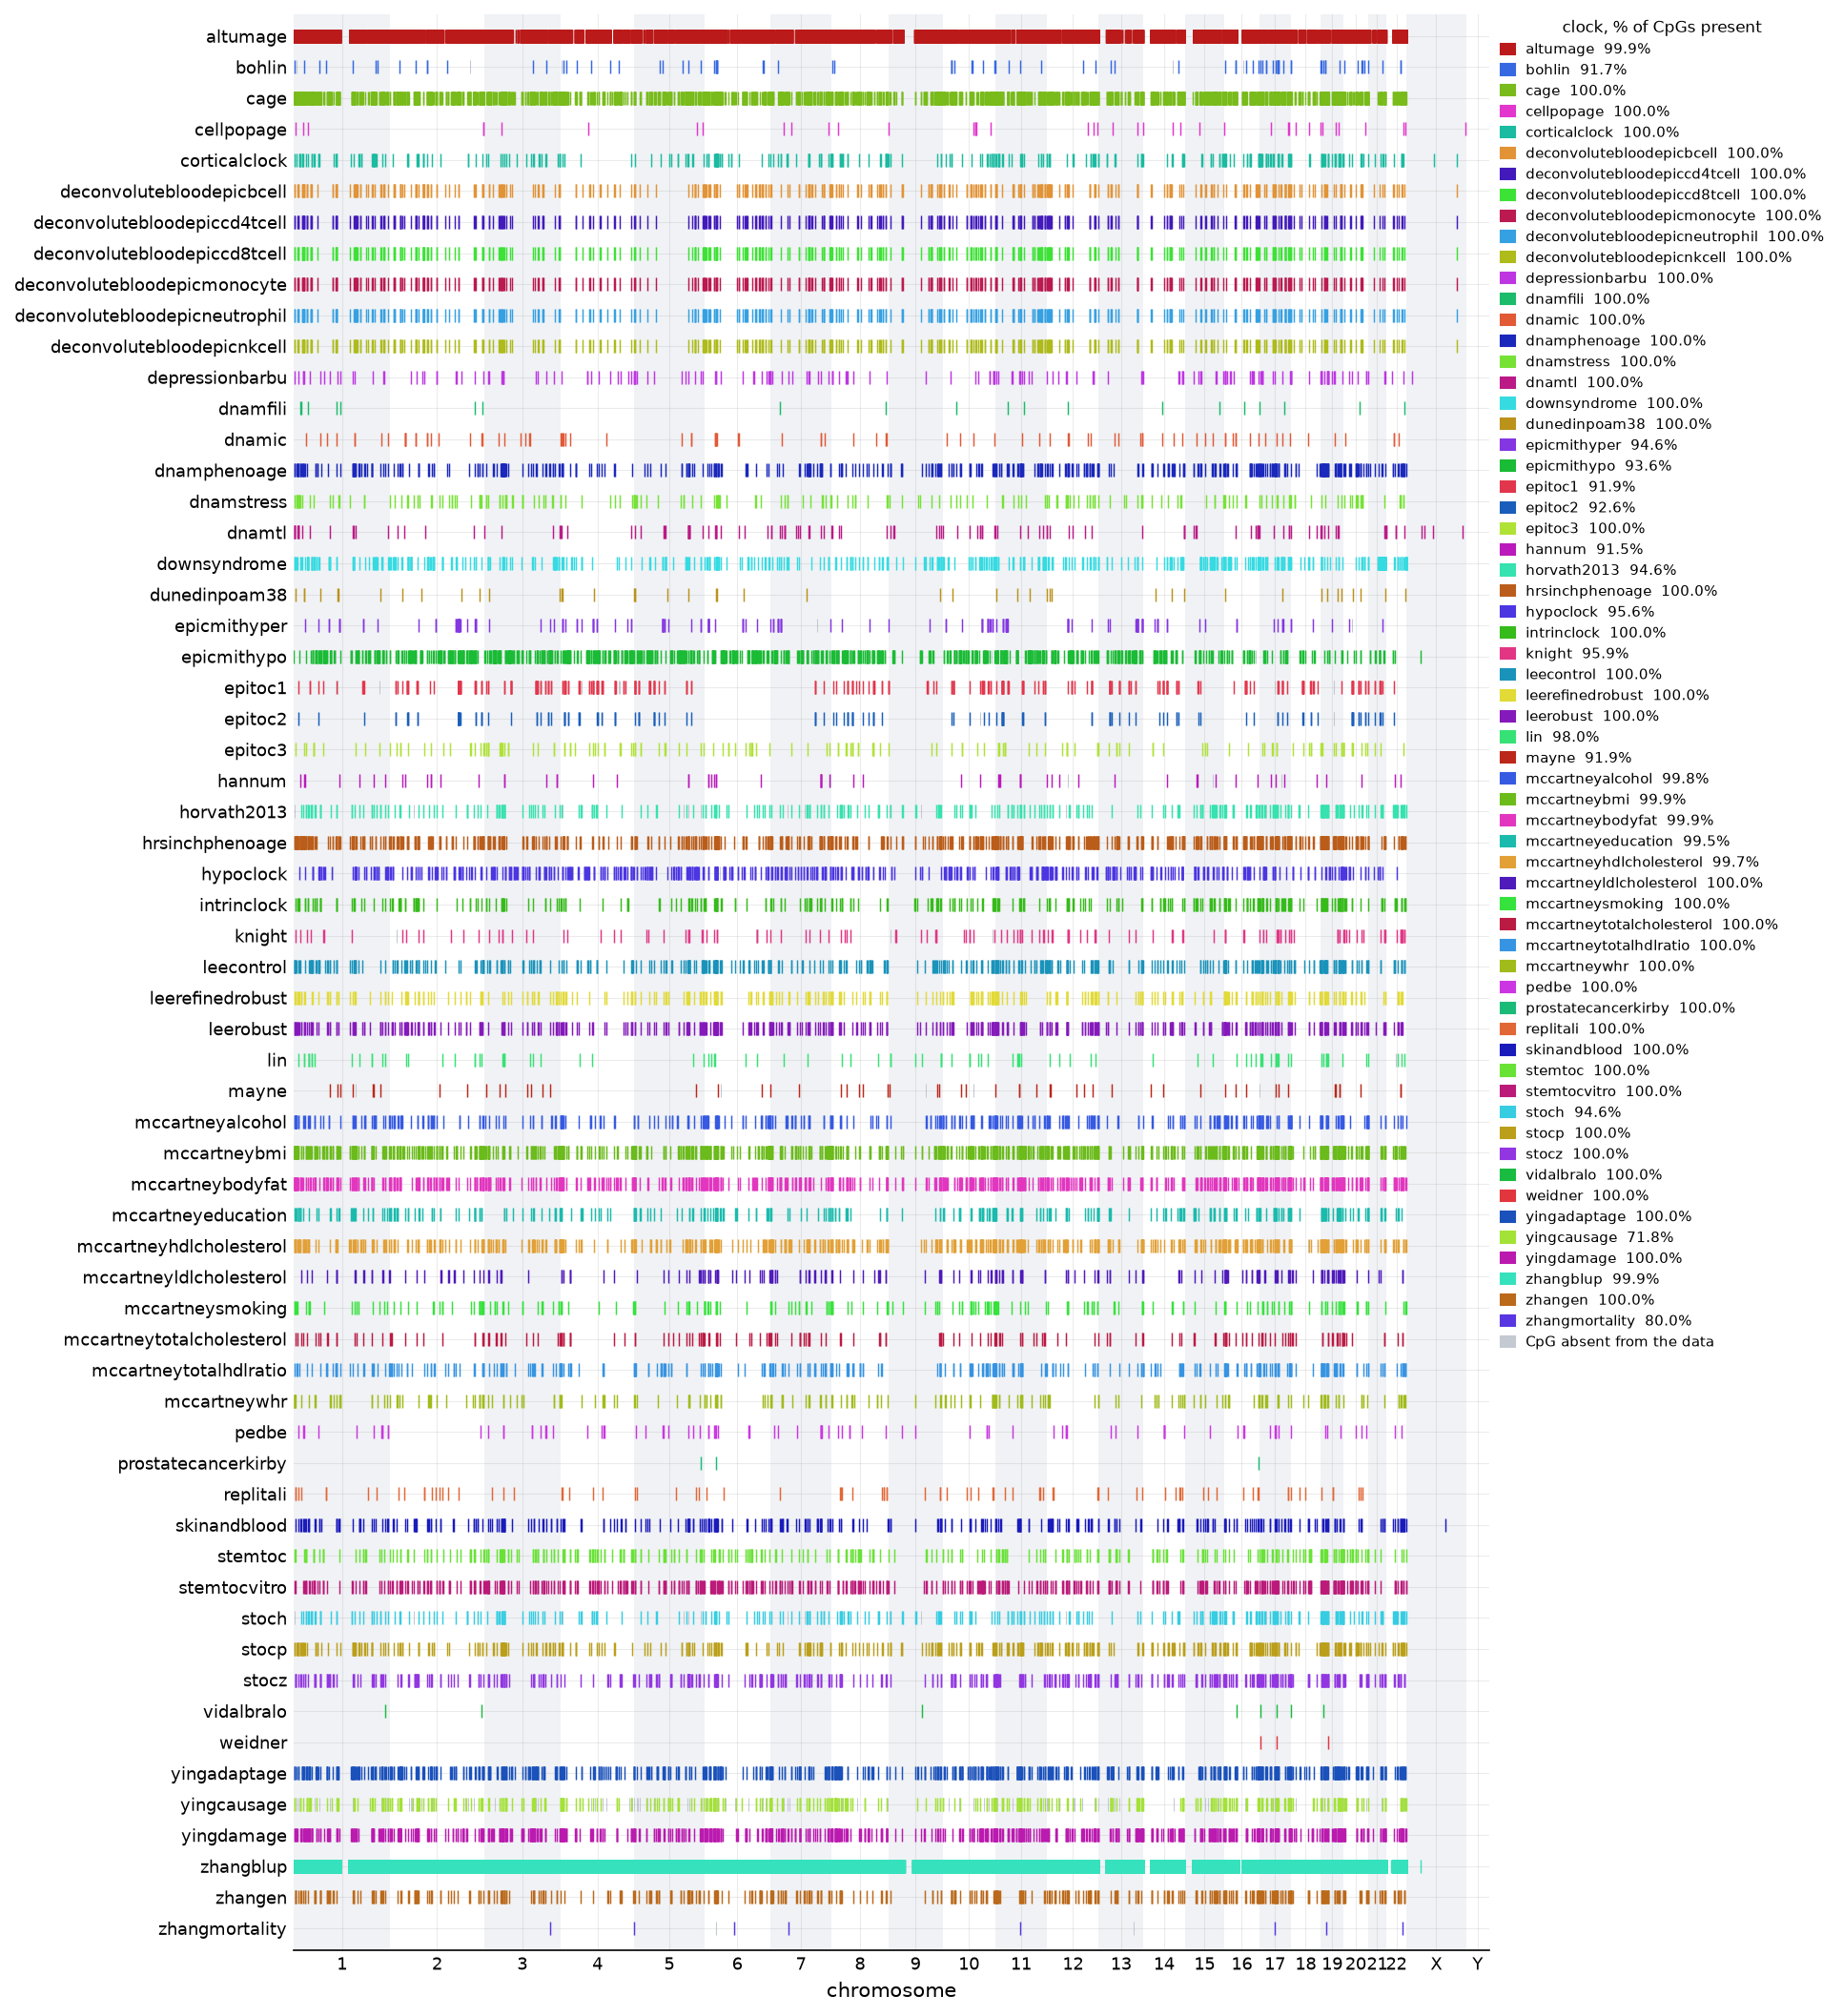 altumage
bohlin
cage
cellpopage
corticalclock
deconvolutebloodepicbcell
deconvolutebloodepiccd4tcell
deconvolutebloodepiccd8tcell
deconvolutebloodepicmonocyte
deconvolutebloodepicneutrophil
deconvolutebloodepicnkcell
depressionbarbu
dnamfili
dnamic
dnamphenoage
dnamstress
dnamtl
downsyndrome
dunedinpoam38
epicmithyper
epicmithypo
epitoc1
epitoc2
epitoc3
hannum
horvath2013
hrsinchphenoage
hypoclock
intrinclock
knight
leecontrol
leerefinedrobust
leerobust
lin
mayne
mccartneyalcohol
mccartneybmi
mccartneybodyfat
mccartneyeducation
mccartneyhdlcholesterol
mccartneyldlcholesterol
mccartneysmoking
mccartneytotalcholesterol
mccartneytotalhdlratio
mccartneywhr
pedbe
prostatecancerkirby
replitali
skinandblood
stemtoc
stemtocvitro
stoch
stocp
stocz
vidalbralo
weidner
yingadaptage
yingcausage
yingdamage
zhangblup
zhangen
zhangmortality
1 2 3 4 5 6 7 8 9 10 11 12 13 14 15 16 17 18 19 20 21 22 X Y
chromosome
clock, % of CpGs present
altumage 99.9%
bohlin 91.7%
cage 100.0%
cellpopage 100.0%
corticalclock 100.0%
deconvolutebloodepicbcell 100.0%
deconvolutebloodepiccd4tcell 100.0%
deconvolutebloodepiccd8tcell 100.0%
deconvolutebloodepicmonocyte 100.0%
deconvolutebloodepicneutrophil 100.0%
deconvolutebloodepicnkcell 100.0%
depressionbarbu 100.0%
dnamfili 100.0%
dnamic 100.0%
dnamphenoage 100.0%
dnamstress 100.0%
dnamtl 100.0%
downsyndrome 100.0%
dunedinpoam38 100.0%
epicmithyper 94.6%
epicmithypo 93.6%
epitoc1 91.9%
epitoc2 92.6%
epitoc3 100.0%
hannum 91.5%
horvath2013 94.6%
hrsinchphenoage 100.0%
hypoclock 95.6%
intrinclock 100.0%
knight 95.9%
leecontrol 100.0%
leerefinedrobust 100.0%
leerobust 100.0%
lin 98.0%
mayne 91.9%
mccartneyalcohol 99.8%
mccartneybmi 99.9%
mccartneybodyfat 99.9%
mccartneyeducation 99.5%
mccartneyhdlcholesterol 99.7%
mccartneyldlcholesterol 100.0%
mccartneysmoking 100.0%
mccartneytotalcholesterol 100.0%
mccartneytotalhdlratio 100.0%
mccartneywhr 100.0%
pedbe 100.0%
prostatecancerkirby 100.0%
replitali 100.0%
skinandblood 100.0%
stemtoc 100.0%
stemtocvitro 100.0%
stoch 94.6%
stocp 100.0%
stocz 100.0%
vidalbralo 100.0%
weidner 100.0%
yingadaptage 100.0%
yingcausage 71.8%
yingdamage 100.0%
zhangblup 99.9%
zhangen 100.0%
zhangmortality 80.0%
CpG absent from the data